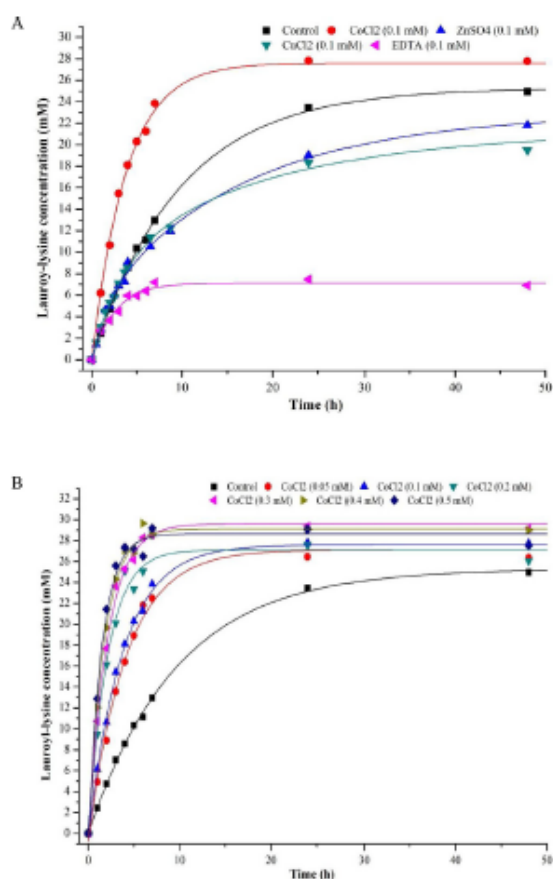 A
Control CoCl2 (0.1 mM) ZnSO4 (0.1 mM)
CuCl2 (0.1 mM) EDTA (0.1 mM)
Lauroy-lysine concentration (mM)
30
28
26
24
22
20
18
16
14
12
10
8
6
4
2
0
0 10 20 30 40 50
Time (h)
B
Control CoCl2 (0.05 mM) CoCl2 (0.1 mM) CoCl2 (0.2 mM)
CoCl2 (0.3 mM) CoCl2 (0.4 mM) CoCl2 (0.5 mM)
Lauroyl-lysine concentration (mM)
32
30
28
26
24
22
20
18
16
14
12
10
8
6
4
2
0
0 10 20 30 40 50
Time (h)